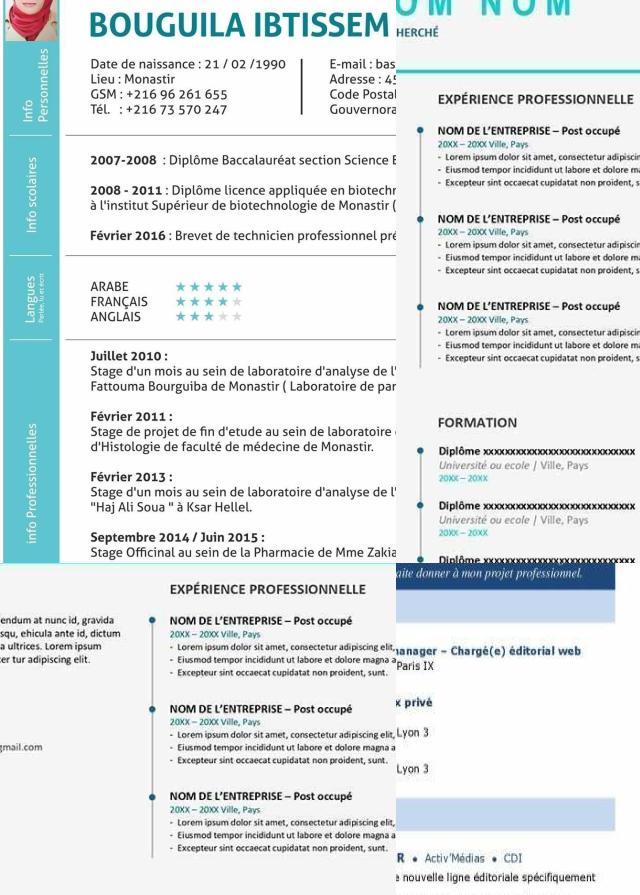 BOUGUILA IBTISSEM
Info
Personnelles
Date de naissance : 21 / 02 /1990
Lieu : Monastir
GSM : +216 96 261 655
Tél. : +216 73 570 247
E-mail : bas
Adresse : 45
Code Postal
Gouvernora
Info scolaires
2007-2008 : Diplôme Baccalauréat section Science E
2008 - 2011 : Diplôme licence appliquée en biotechn
à l'institut Supérieur de biotechnologie de Monastir (
Février 2016 : Brevet de technicien professionnel pré
Langues
Parlée, lu et écrit
ARABE
FRANÇAIS
ANGLAIS
info Professionnelles
Juillet 2010 :
Stage d'un mois au sein de laboratoire d'analyse de l'
Fattouma Bourguiba de Monastir ( Laboratoire de par
Février 2011 :
Stage de projet de fin d'etude au sein de laboratoire
d'Histologie de faculté de médecine de Monastir.
Février 2013 :
Stage d'un mois au sein de laboratoire d'analyse de l'
"Haj Ali Soua " à Ksar Hellel.
Septembre 2014 / Juin 2015 :
Stage Officinal au sein de la Pharmacie de Mme Zakia
OM NOM
HERCHÉ
EXPÉRIENCE PROFESSIONNELLE
NOM DE L'ENTREPRISE – Post occupé
20XX – 20XX Ville, Pays
- Lorem ipsum dolor sit amet, consectetur adipiscin
- Eiusmod tempor incididunt ut labore et dolore ma
- Excepteur sint occaecat cupidatat non proident, s
NOM DE L'ENTREPRISE – Post occupé
20XX – 20XX Ville, Pays
- Lorem ipsum dolor sit amet, consectetur adipiscin
- Eiusmod tempor incididunt ut labore et dolore ma
- Excepteur sint occaecat cupidatat non proident, s
NOM DE L'ENTREPRISE – Post occupé
20XX – 20XX Ville, Pays
- Lorem ipsum dolor sit amet, consectetur adipiscin
- Eiusmod tempor incididunt ut labore et dolore ma
- Excepteur sint occaecat cupidatat non proident, s
FORMATION
Diplôme xxxxxxxxxxxxxxxxxxxxxxxxxxxxx
Université ou ecole | Ville, Pays
20XX – 20XX
Diplôme xxxxxxxxxxxxxxxxxxxxxxxxxxxxx
Université ou ecole | Ville, Pays
20XX – 20XX
Diplôme xxxxxxxxxxxxxxxxxxxxxxxxxxxxx
endum at nunc id, gravida
squ, ehicula ante id, dictum
a ultrices. Lorem ipsum
er tur adipiscing elit.
gmail.com
EXPÉRIENCE PROFESSIONNELLE
NOM DE L'ENTREPRISE – Post occupé
20XX – 20XX Ville, Pays
- Lorem ipsum dolor sit amet, consectetur adipiscing elit,
- Eiusmod tempor incididunt ut labore et dolore magna a
- Excepteur sint occaecat cupidatat non proident, sunt.
NOM DE L'ENTREPRISE – Post occupé
20XX – 20XX Ville, Pays
- Lorem ipsum dolor sit amet, consectetur adipiscing elit,
- Eiusmod tempor incididunt ut labore et dolore magna a
- Excepteur sint occaecat cupidatat non proident, sunt.
NOM DE L'ENTREPRISE – Post occupé
20XX – 20XX Ville, Pays
- Lorem ipsum dolor sit amet, consectetur adipiscing elit,
- Eiusmod tempor incididunt ut labore et dolore magna a
- Excepteur sint occaecat cupidatat non proident, sunt.
aite donner à mon projet professionnel.
anager – Chargé(e) éditorial web
Paris IX
x privé
Lyon 3
Lyon 3
R • Activ'Médias • CDI
e nouvelle ligne éditoriale spécifiquement